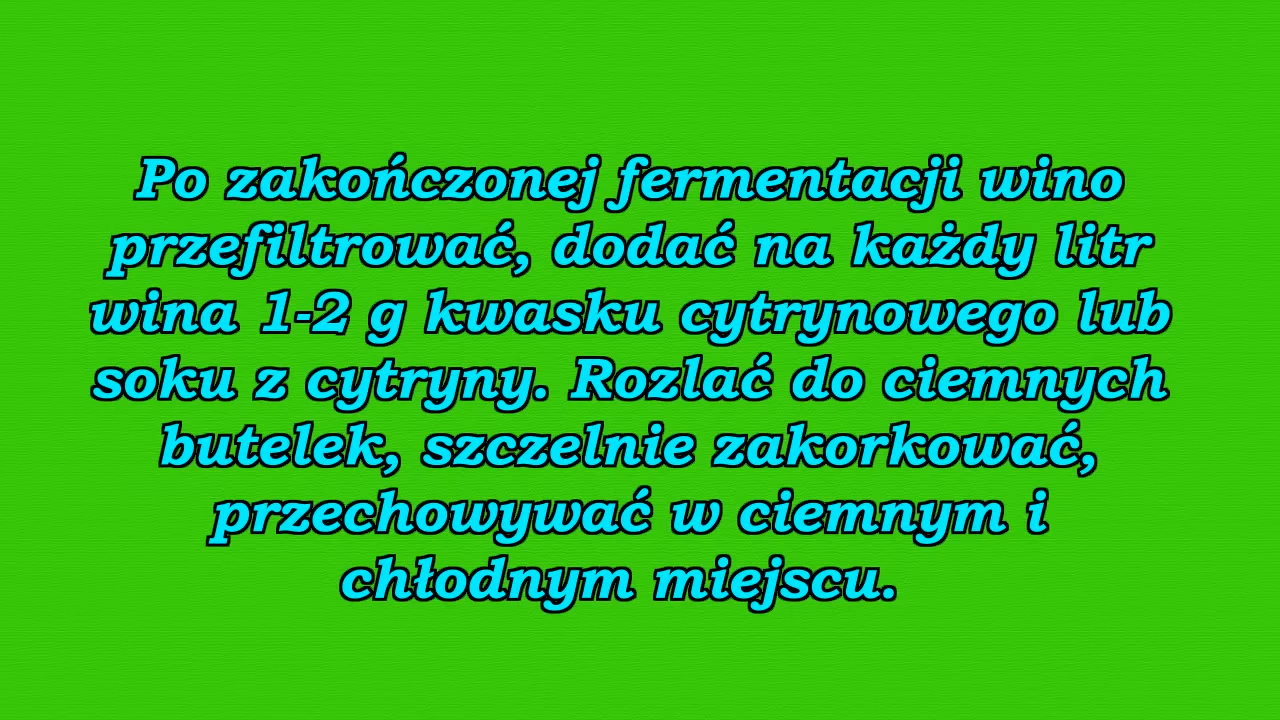 Po zakończonej fermentacji wino
przefiltrować, dodać na każdy litr
wina 1-2 g kwasku cytrynowego lub
soku z cytryny. Rozlać do ciemnych
butelek, szczelnie zakorkować,
przechowywać w ciemnym i
chłodnym miejscu.